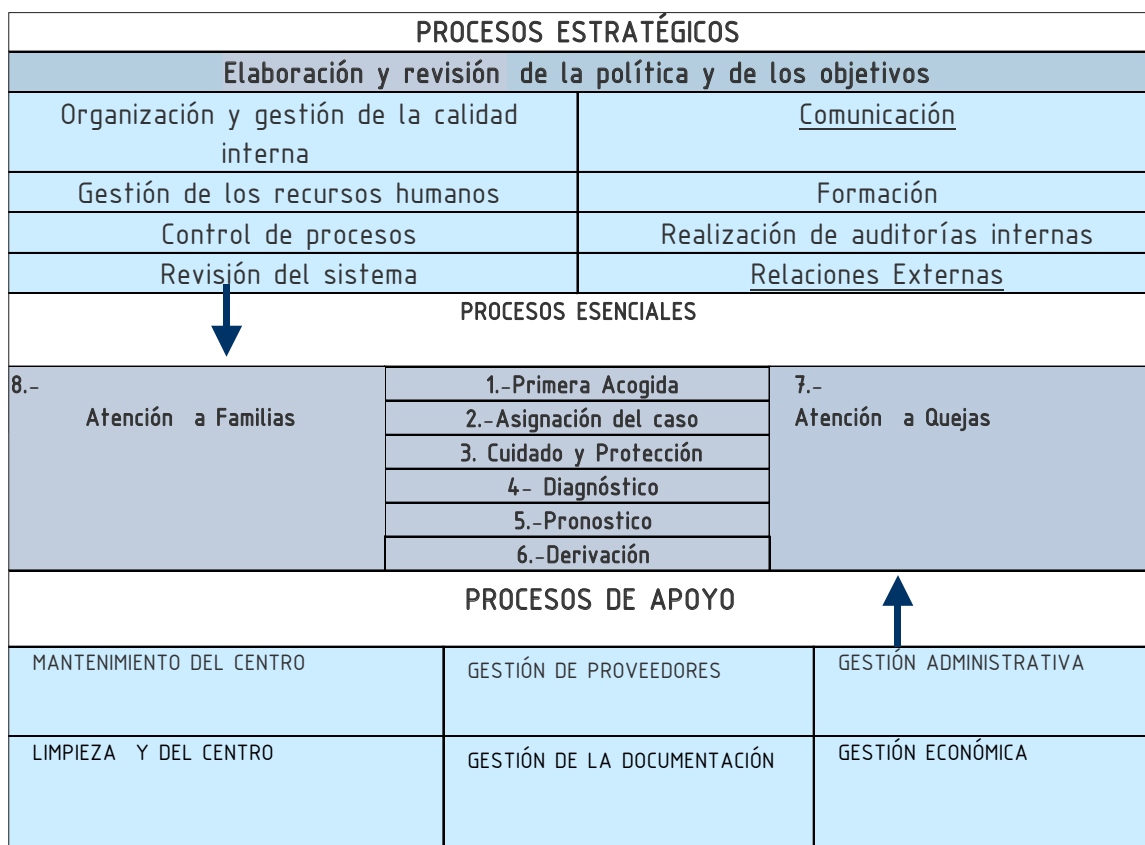 PROCESOS ESTRATÉGICOS
Elaboración y revisión de la política y de los objetivos
Organización y gestión de la calidad
interna
Comunicación
Gestión de los recursos humanos
Formación
Control de procesos
Realización de auditorías internas
Revisión del sistema
Relaciones Externas
PROCESOS ESENCIALES
8.-
Atención a Familias
1.-Primera Acogida
2.-Asignación del caso
3. Cuidado y Protección
4- Diagnóstico
5.-Pronostico
6.-Derivación
7.-
Atención a Quejas
PROCESOS DE APOYO
MANTENIMIENTO DEL CENTRO
GESTIÓN DE PROVEEDORES
GESTIÓN ADMINISTRATIVA
LIMPIEZA Y DEL CENTRO
GESTIÓN DE LA DOCUMENTACIÓN
GESTIÓN ECONÓMICA